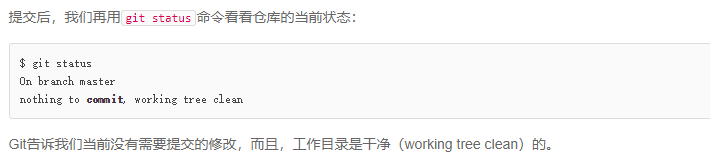 提交后，我们再用git status命令看看仓库的当前状态：
$ git status
On branch master
nothing to commit, working tree clean
Git告诉我们当前没有需要提交的修改，而且，工作目录是干净（working tree clean）的。